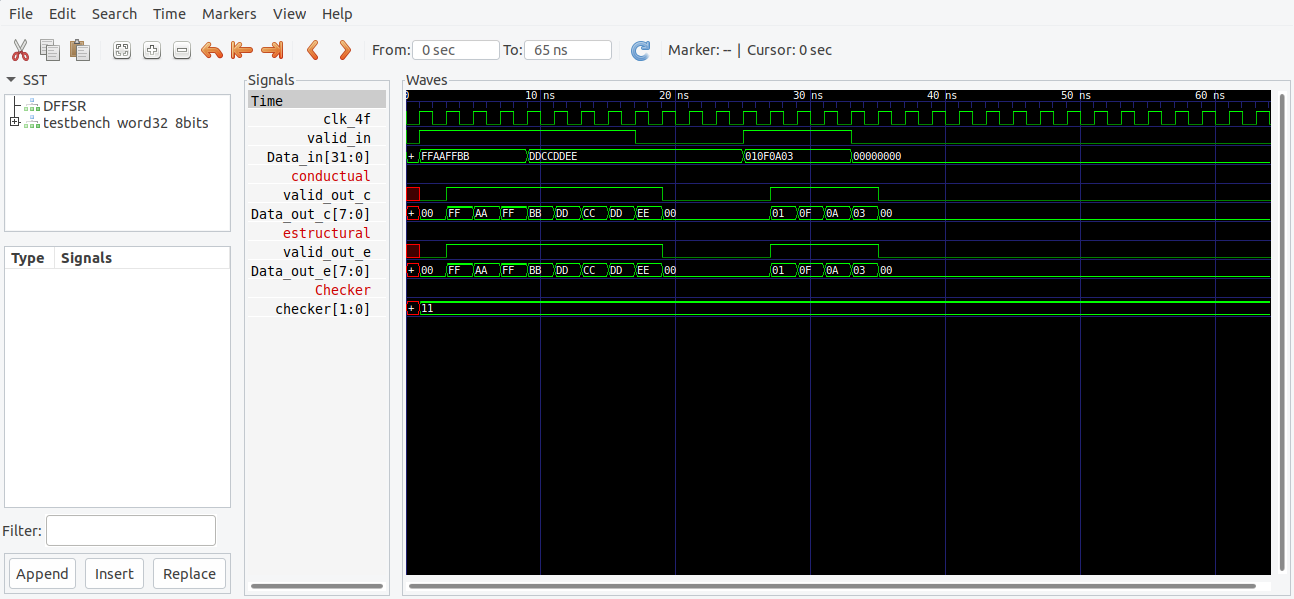 File Edit Search Time Markers View Help
From: 0 sec To: 65 ns Marker: -- | Cursor: 0 sec
SST
DFFSR
testbench_word32_8bits
Type Signals
Filter:
Append Insert Replace
Signals
Time
clk_4f
valid_in
Data_in[31:0]
conductual
valid_out_c
Data_out_c[7:0]
estructural
valid_out_e
Data_out_e[7:0]
Checker
checker[1:0]
Waves
0 10 ns 20 ns 30 ns 40 ns 50 ns 60 ns
+ FFAAFFBB DDCCDDEE 010F0A03 00000000
+ 00 FF AA FF BB DD CC DD EE 00 01 0F 0A 03 00
+ 00 FF AA FF BB DD CC DD EE 00 01 0F 0A 03 00
+ 11